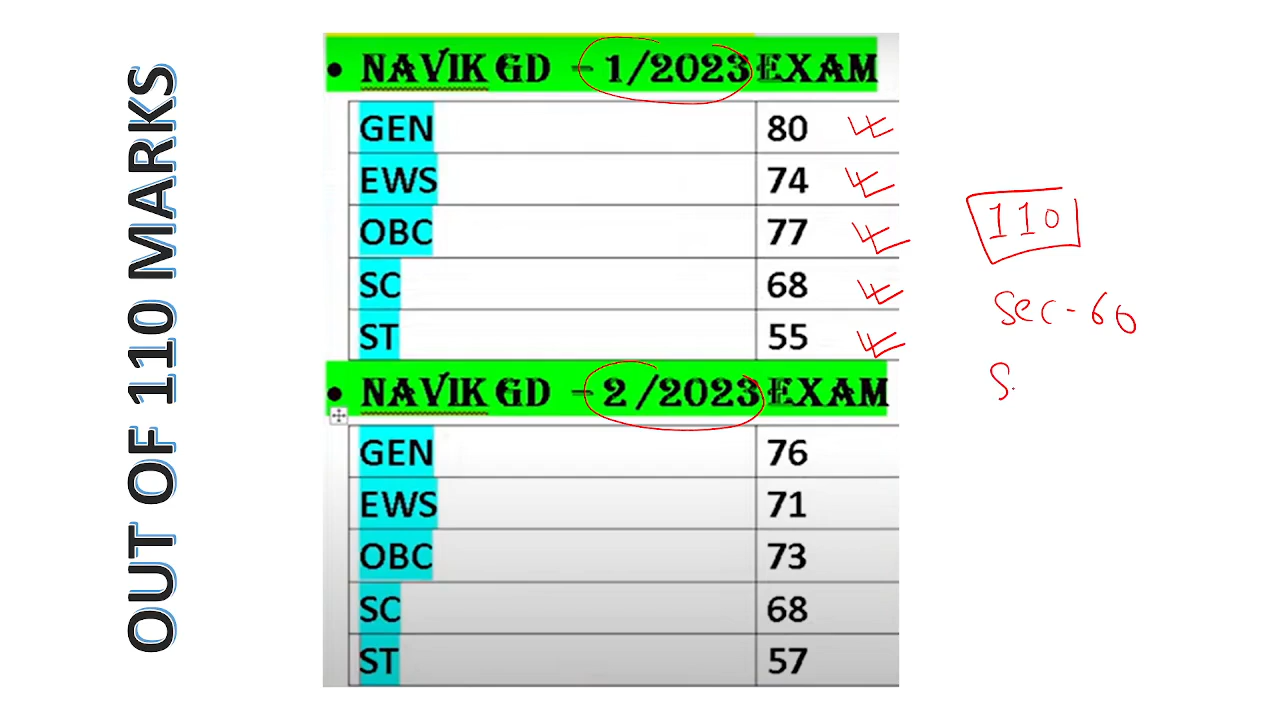 OUT OF 110 MARKS
• NAVIK GD – 1/2023 EXAM
GEN 80
EWS 74
OBC 77
SC 68
ST 55
• NAVIK GD – 2 /2023 EXAM
GEN 76
EWS 71
OBC 73
SC 68
ST 57
110
Sec - 60
S